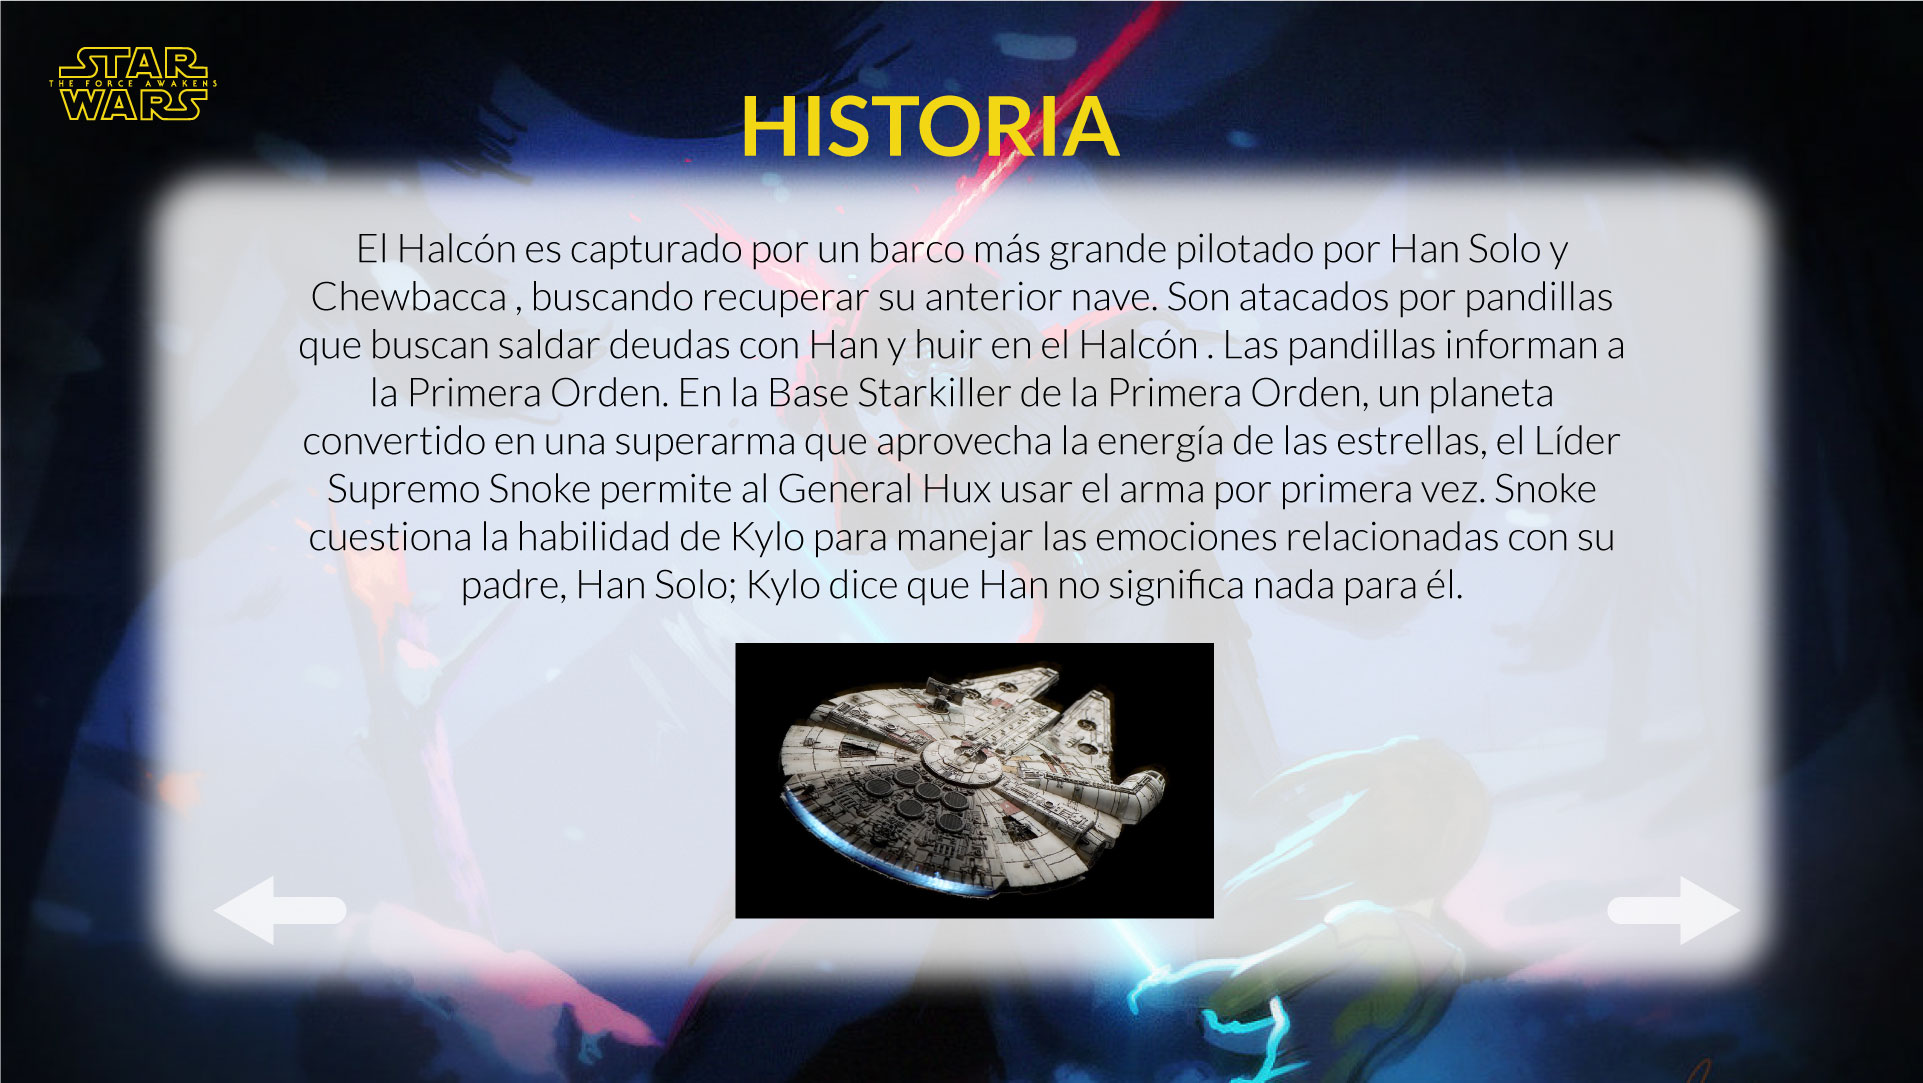 STAR
THE FORCE AWAKENS
WARS
HISTORIA
El Halcón es capturado por un barco más grande pilotado por Han Solo y
Chewbacca , buscando recuperar su anterior nave. Son atacados por pandillas
que buscan saldar deudas con Han y huir en el Halcón . Las pandillas informan a
la Primera Orden. En la Base Starkiller de la Primera Orden, un planeta
convertido en una superarma que aprovecha la energía de las estrellas, el Líder
Supremo Snoke permite al General Hux usar el arma por primera vez. Snoke
cuestiona la habilidad de Kylo para manejar las emociones relacionadas con su
padre, Han Solo; Kylo dice que Han no significa nada para él.